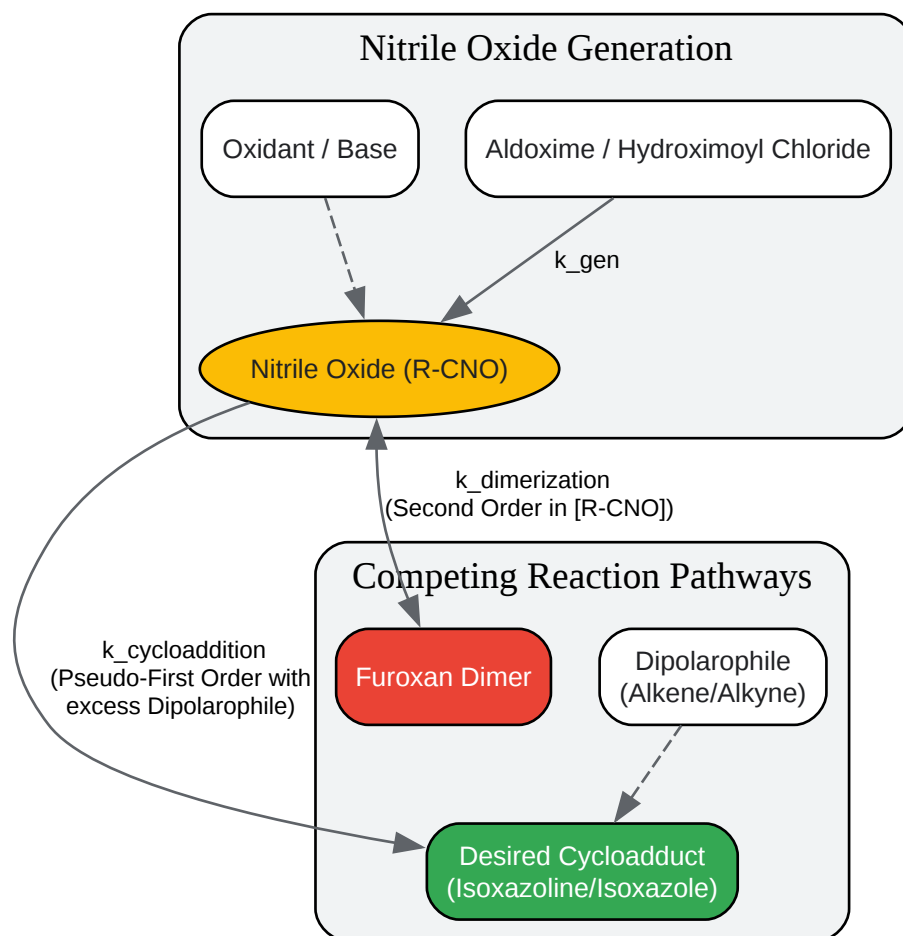 Nitrile Oxide Generation
Oxidant / Base
Aldoxime / Hydroximoyl Chloride
k_gen
Nitrile Oxide (R-CNO)
k_dimerization
(Second Order in [R-CNO])
Competing Reaction Pathways
k_cycloaddition
(Pseudo-First Order with
excess Dipolarophile)
Furoxan Dimer
Dipolarophile
(Alkene/Alkyne)
Desired Cycloadduct
(Isoxazoline/Isoxazole)